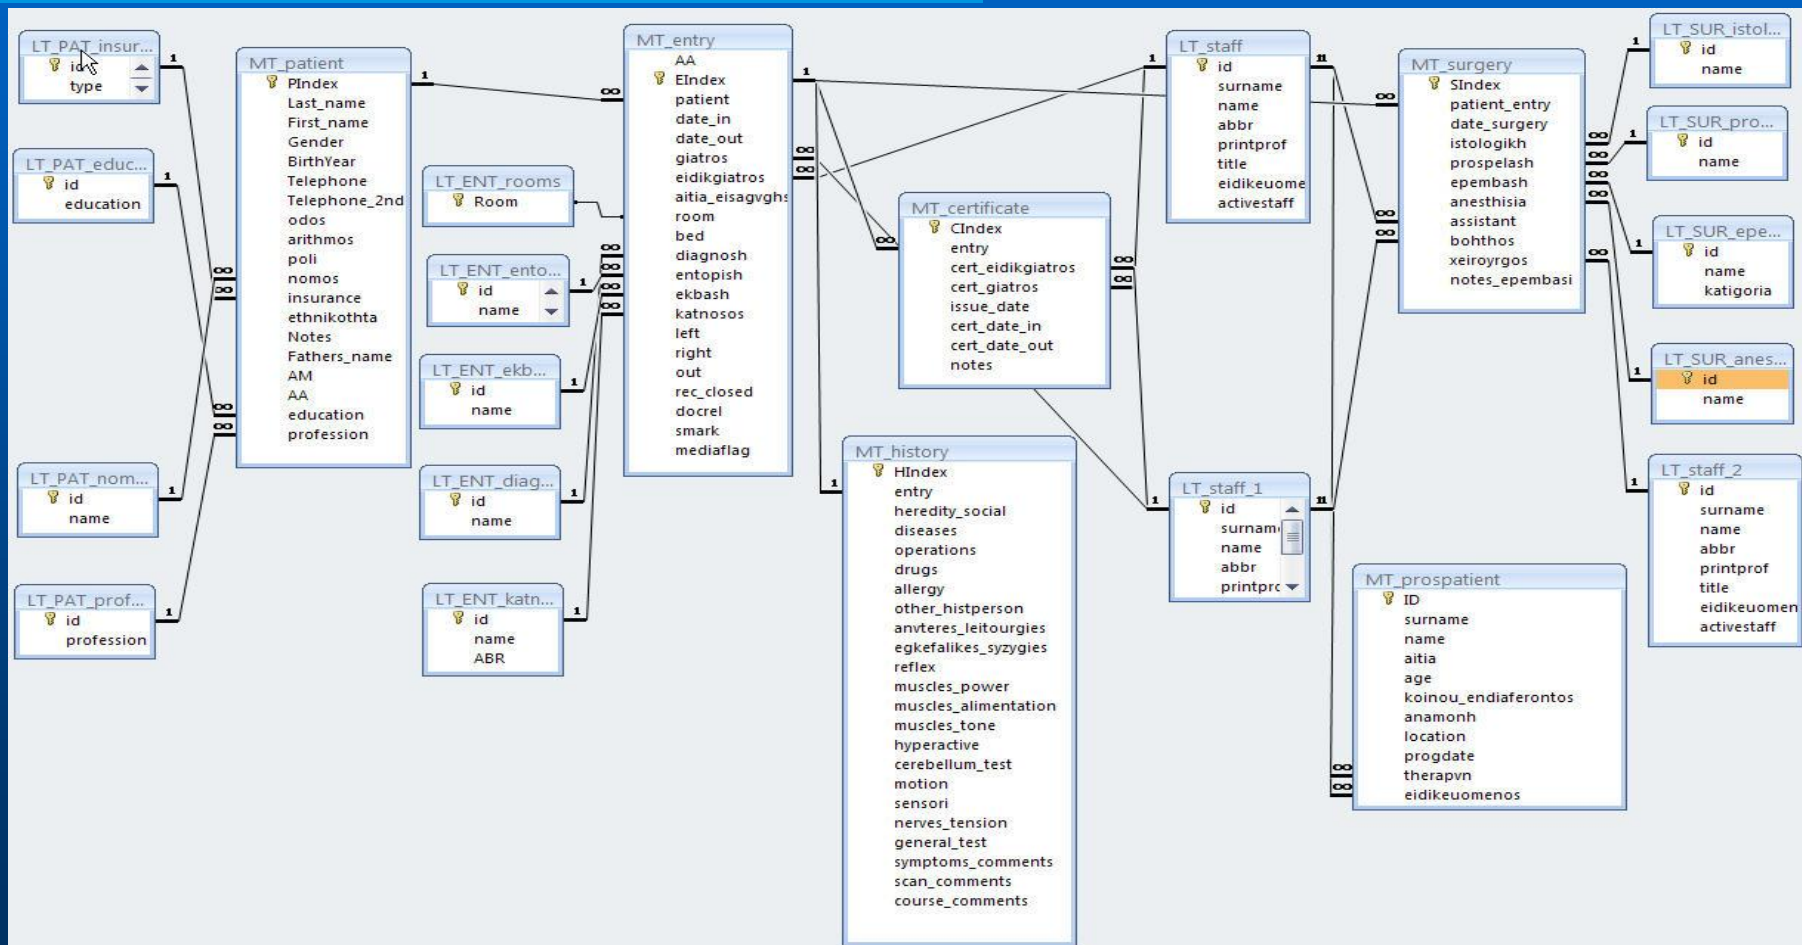 LT_PAT_insur...
id
type
LT_PAT_educ...
id
education
LT_PAT_nom...
id
name
LT_PAT_prof...
id
profession
MT_patient
PIndex
Last_name
First_name
Gender
BirthYear
Telephone
Telephone_2nd
odos
arithmos
poli
nomos
insurance
ethnikothta
Notes
Fathers_name
AM
AA
education
profession
LT_ENT_rooms
Room
LT_ENT_ento...
id
name
LT_ENT_ekb...
id
name
LT_ENT_diag...
id
name
LT_ENT_katn...
id
name
ABR
MT_entry
AA
EIndex
patient
date_in
date_out
giatros
eidikgiatros
aitia_eisagvghs
room
bed
diagnosh
entopish
ekbash
katnosos
left
right
out
rec_closed
docrel
smark
mediaflag
MT_certificate
CIndex
entry
cert_eidikgiatros
cert_giatros
issue_date
cert_date_in
cert_date_out
notes
MT_history
HIndex
entry
heredity_social
diseases
operations
drugs
allergy
other_histperson
anvteres_leitourgies
egkefalikes_syzygies
reflex
muscles_power
muscles_alimentation
muscles_tone
hyperactive
cerebellum_test
motion
sensori
nerves_tension
general_test
symptoms_comments
scan_comments
course_comments
LT_staff
id
surname
name
abbr
printprof
title
eidikeuome
activestaff
LT_staff_1
id
surname
name
abbr
printpro
MT_surgery
SIndex
patient_entry
date_surgery
istologikh
prospelash
epembash
anesthisia
assistant
bohthos
xeiroyrgos
notes_epembasi
MT_prospatient
ID
surname
name
aitia
age
koinou_endiaferontos
anamonh
location
progdate
therapvn
eidikeuomenos
LT_SUR_istol...
id
name
LT_SUR_pro...
id
name
LT_SUR_epe...
id
name
katigoria
LT_SUR_anes...
id
name
LT_staff_2
id
surname
name
abbr
printprof
title
eidikeuomen
activestaff